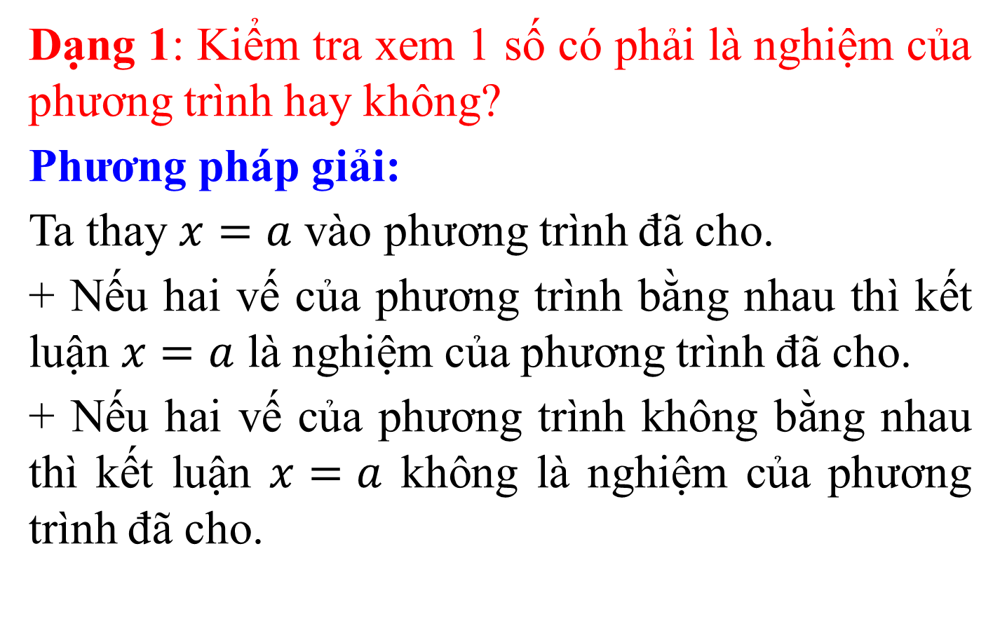 Dạng 1: Kiểm tra xem 1 số có phải là nghiệm của
phương trình hay không?
Phương pháp giải:
Ta thay x = a vào phương trình đã cho.
+ Nếu hai vế của phương trình bằng nhau thì kết
luận x = a là nghiệm của phương trình đã cho.
+ Nếu hai vế của phương trình không bằng nhau
thì kết luận x = a không là nghiệm của phương
trình đã cho.